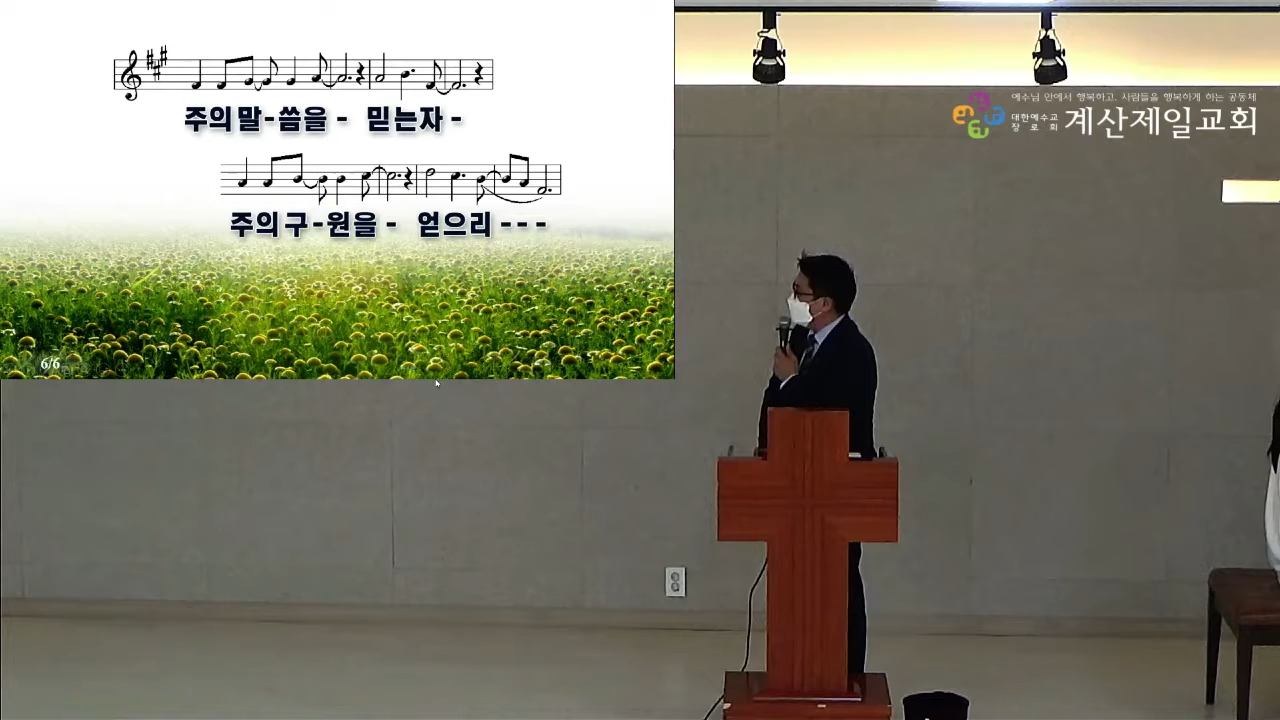 주의말-씀을- 믿는자-
주의구-원을- 얻으리---
6/6
예수님 안에서 행복하고, 사람들을 행복하게 하는 공동체
대한예수교
장로회
계산제일교회